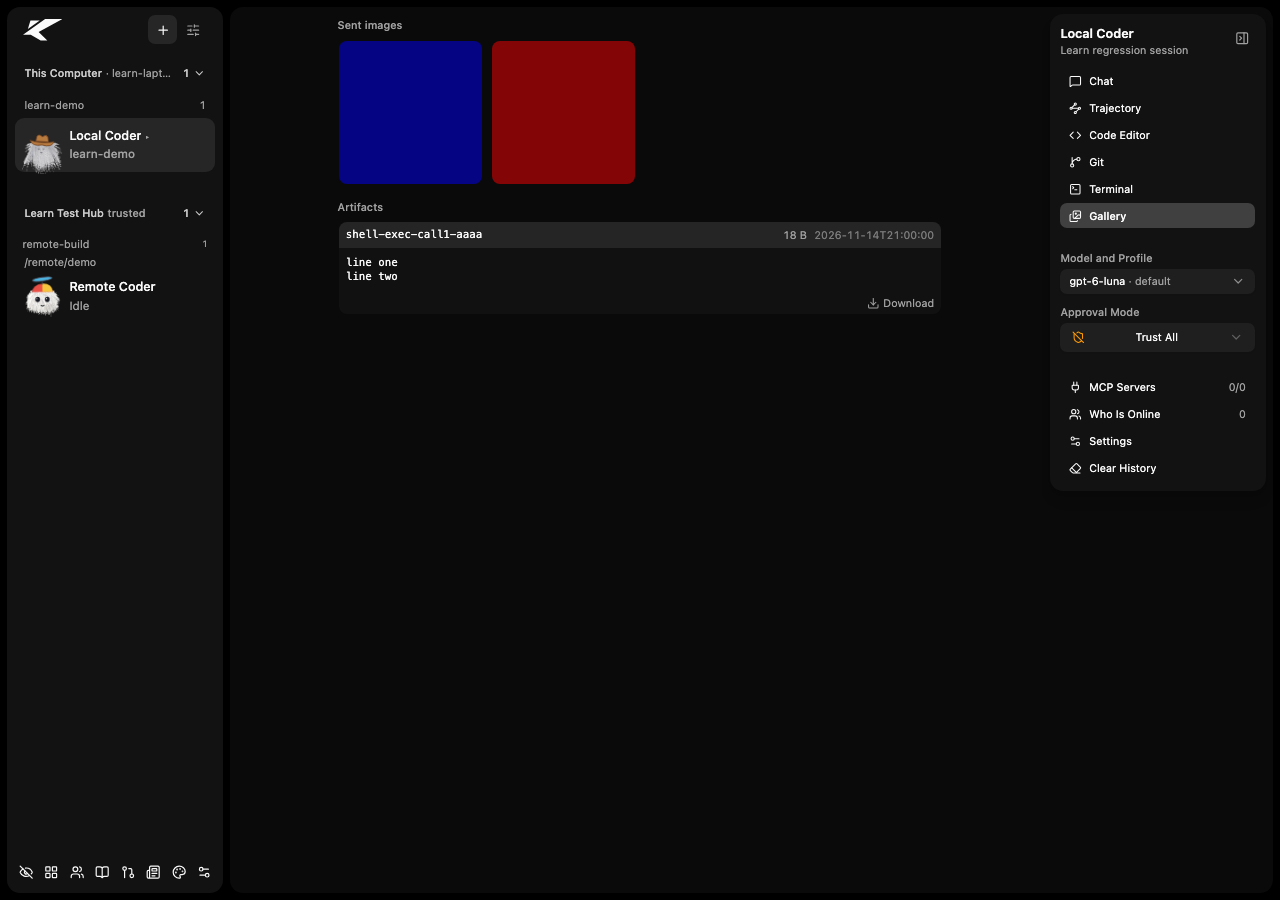 This Computer · learn-lapt... 1
learn-demo 1
Local Coder
learn-demo
Learn Test Hub trusted 1
remote-build 1
/remote/demo
Remote Coder
Idle
Sent images
Artifacts
shell-exec-call1-aaaa 18 B 2026-11-14T21:00:00
line one
line two
Download
Local Coder
Learn regression session
Chat
Trajectory
Code Editor
Git
Terminal
Gallery
Model and Profile
gpt-6-luna · default
Approval Mode
Trust All
MCP Servers 0/0
Who Is Online 0
Settings
Clear History